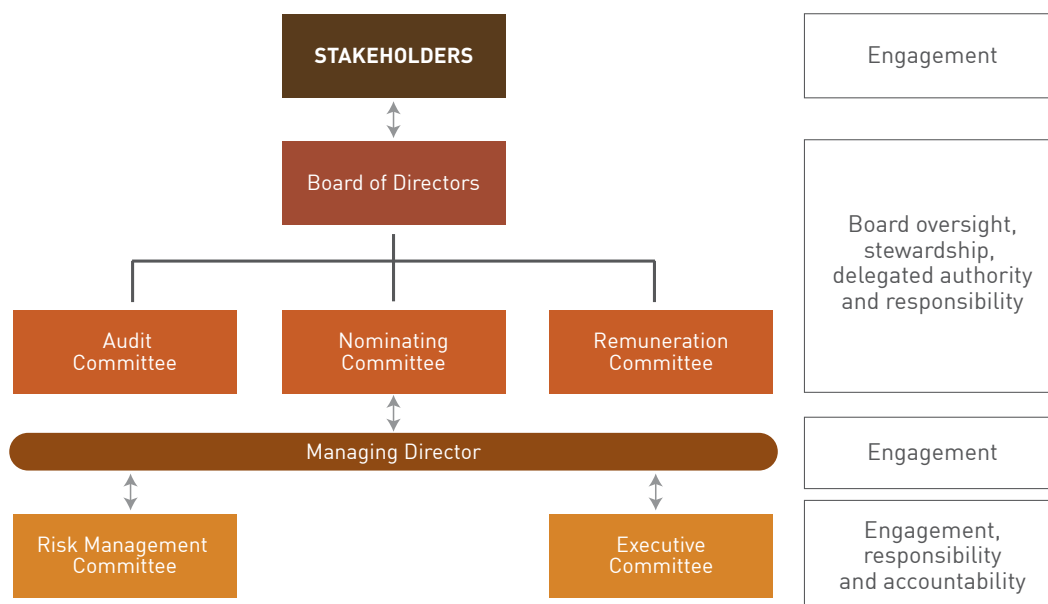 STAKEHOLDERS
Engagement
Board of Directors
Board oversight,
stewardship,
delegated authority
and responsibility
Audit
Committee
Nominating
Committee
Remuneration
Committee
Managing Director
Engagement
Risk Management
Committee
Executive
Committee
Engagement,
responsibility
and accountability